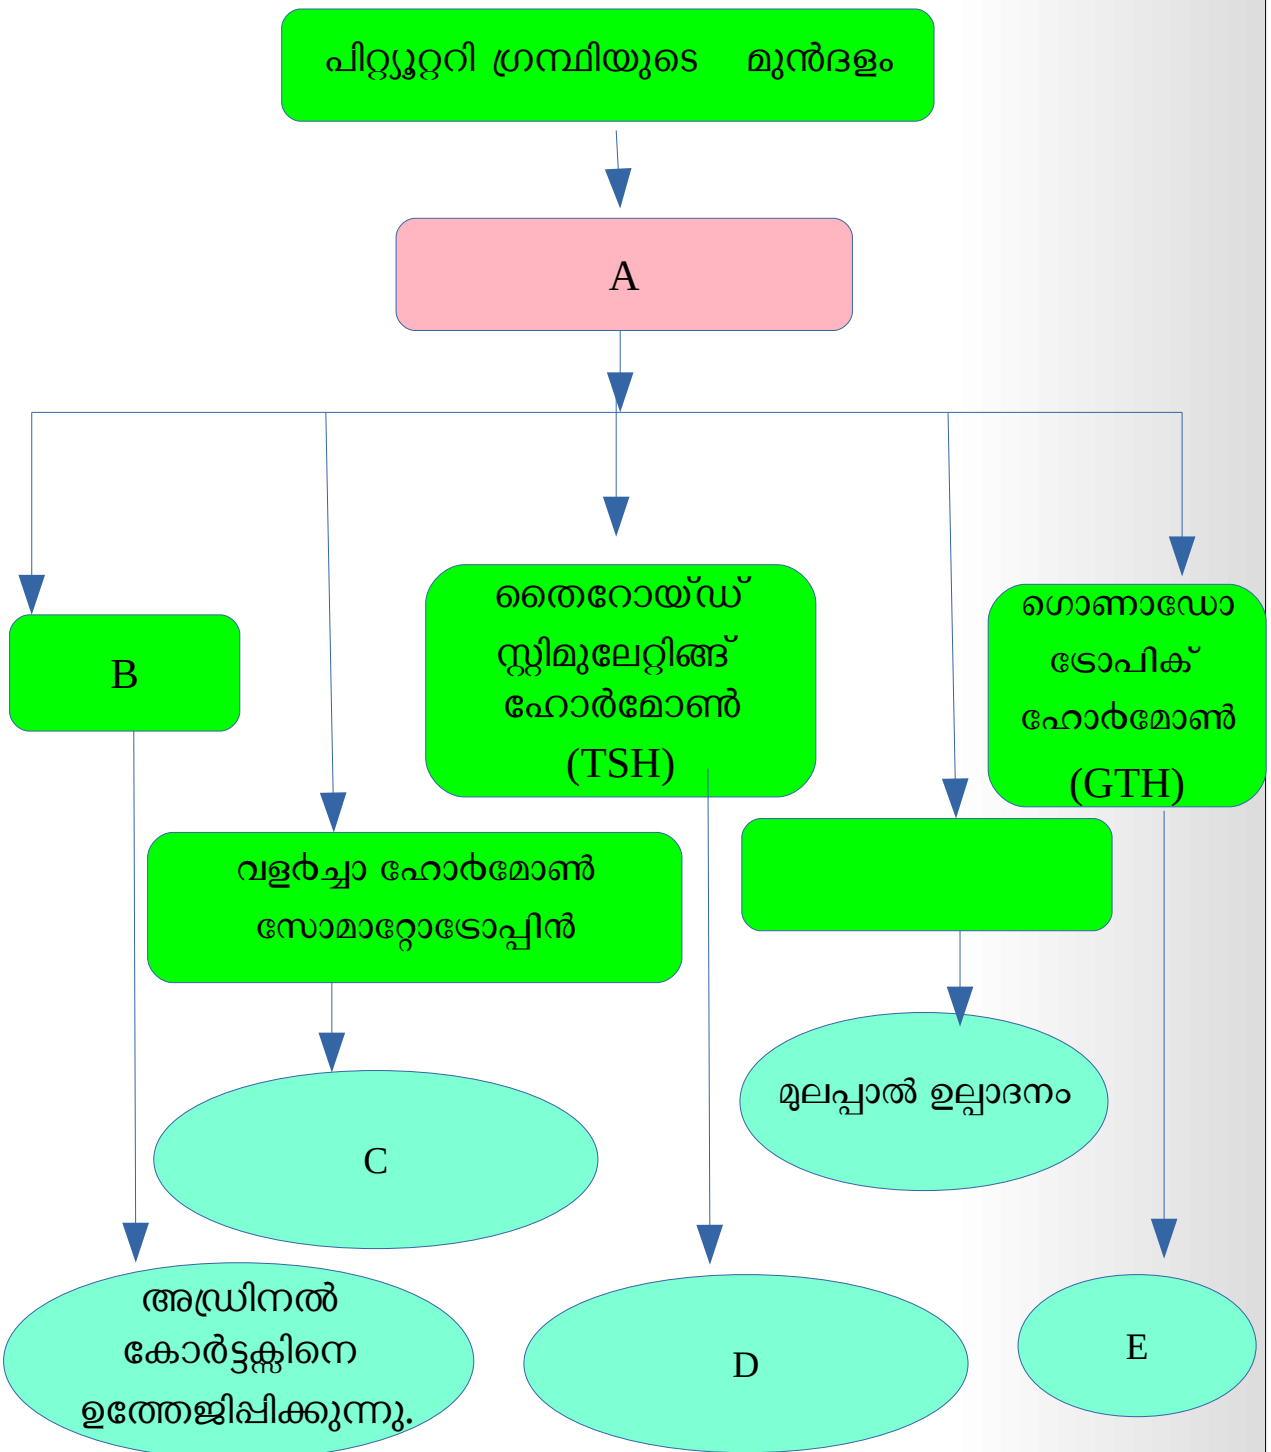 പിറ്റ്യൂറ്ററി ഗ്രന്ഥിയുടെ മുൻദളം
A
തൈറോയ്ഡ്
സ്റ്റിമുലേറ്റിങ്ങ്
ഹോർമോൺ
(TSH)
ഗൊണാഡോ
ട്രോപിക്
ഹോർമോൺ
(GTH)
B
വളർച്ചാ ഹോർമോൺ
സോമാറ്റോട്രോപ്പിൻ
മുലപ്പാൽ ഉല്പാദനം
C
അഡ്രിനൽ
കോർട്ടക്സിനെ
ഉത്തേജിപ്പിക്കുന്നു.
D
E